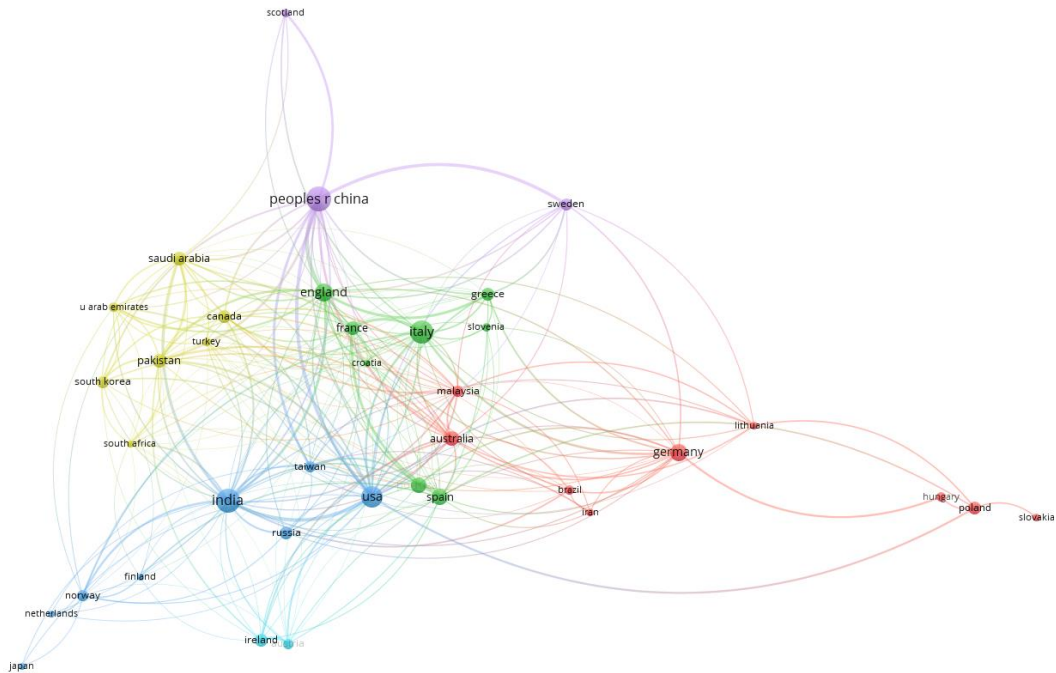 scotland
peoples r china
sweden
saudi arabia
england
greece
u arab emirates
canada
france
italy
slovenia
turkey
pakistan
croatia
south korea
malaysia
lithuania
australia
south africa
germany
taiwan
brazil
india
usa
spain
hungary
iran
poland
slovakia
russia
finland
norway
netherlands
ireland
austria
japan